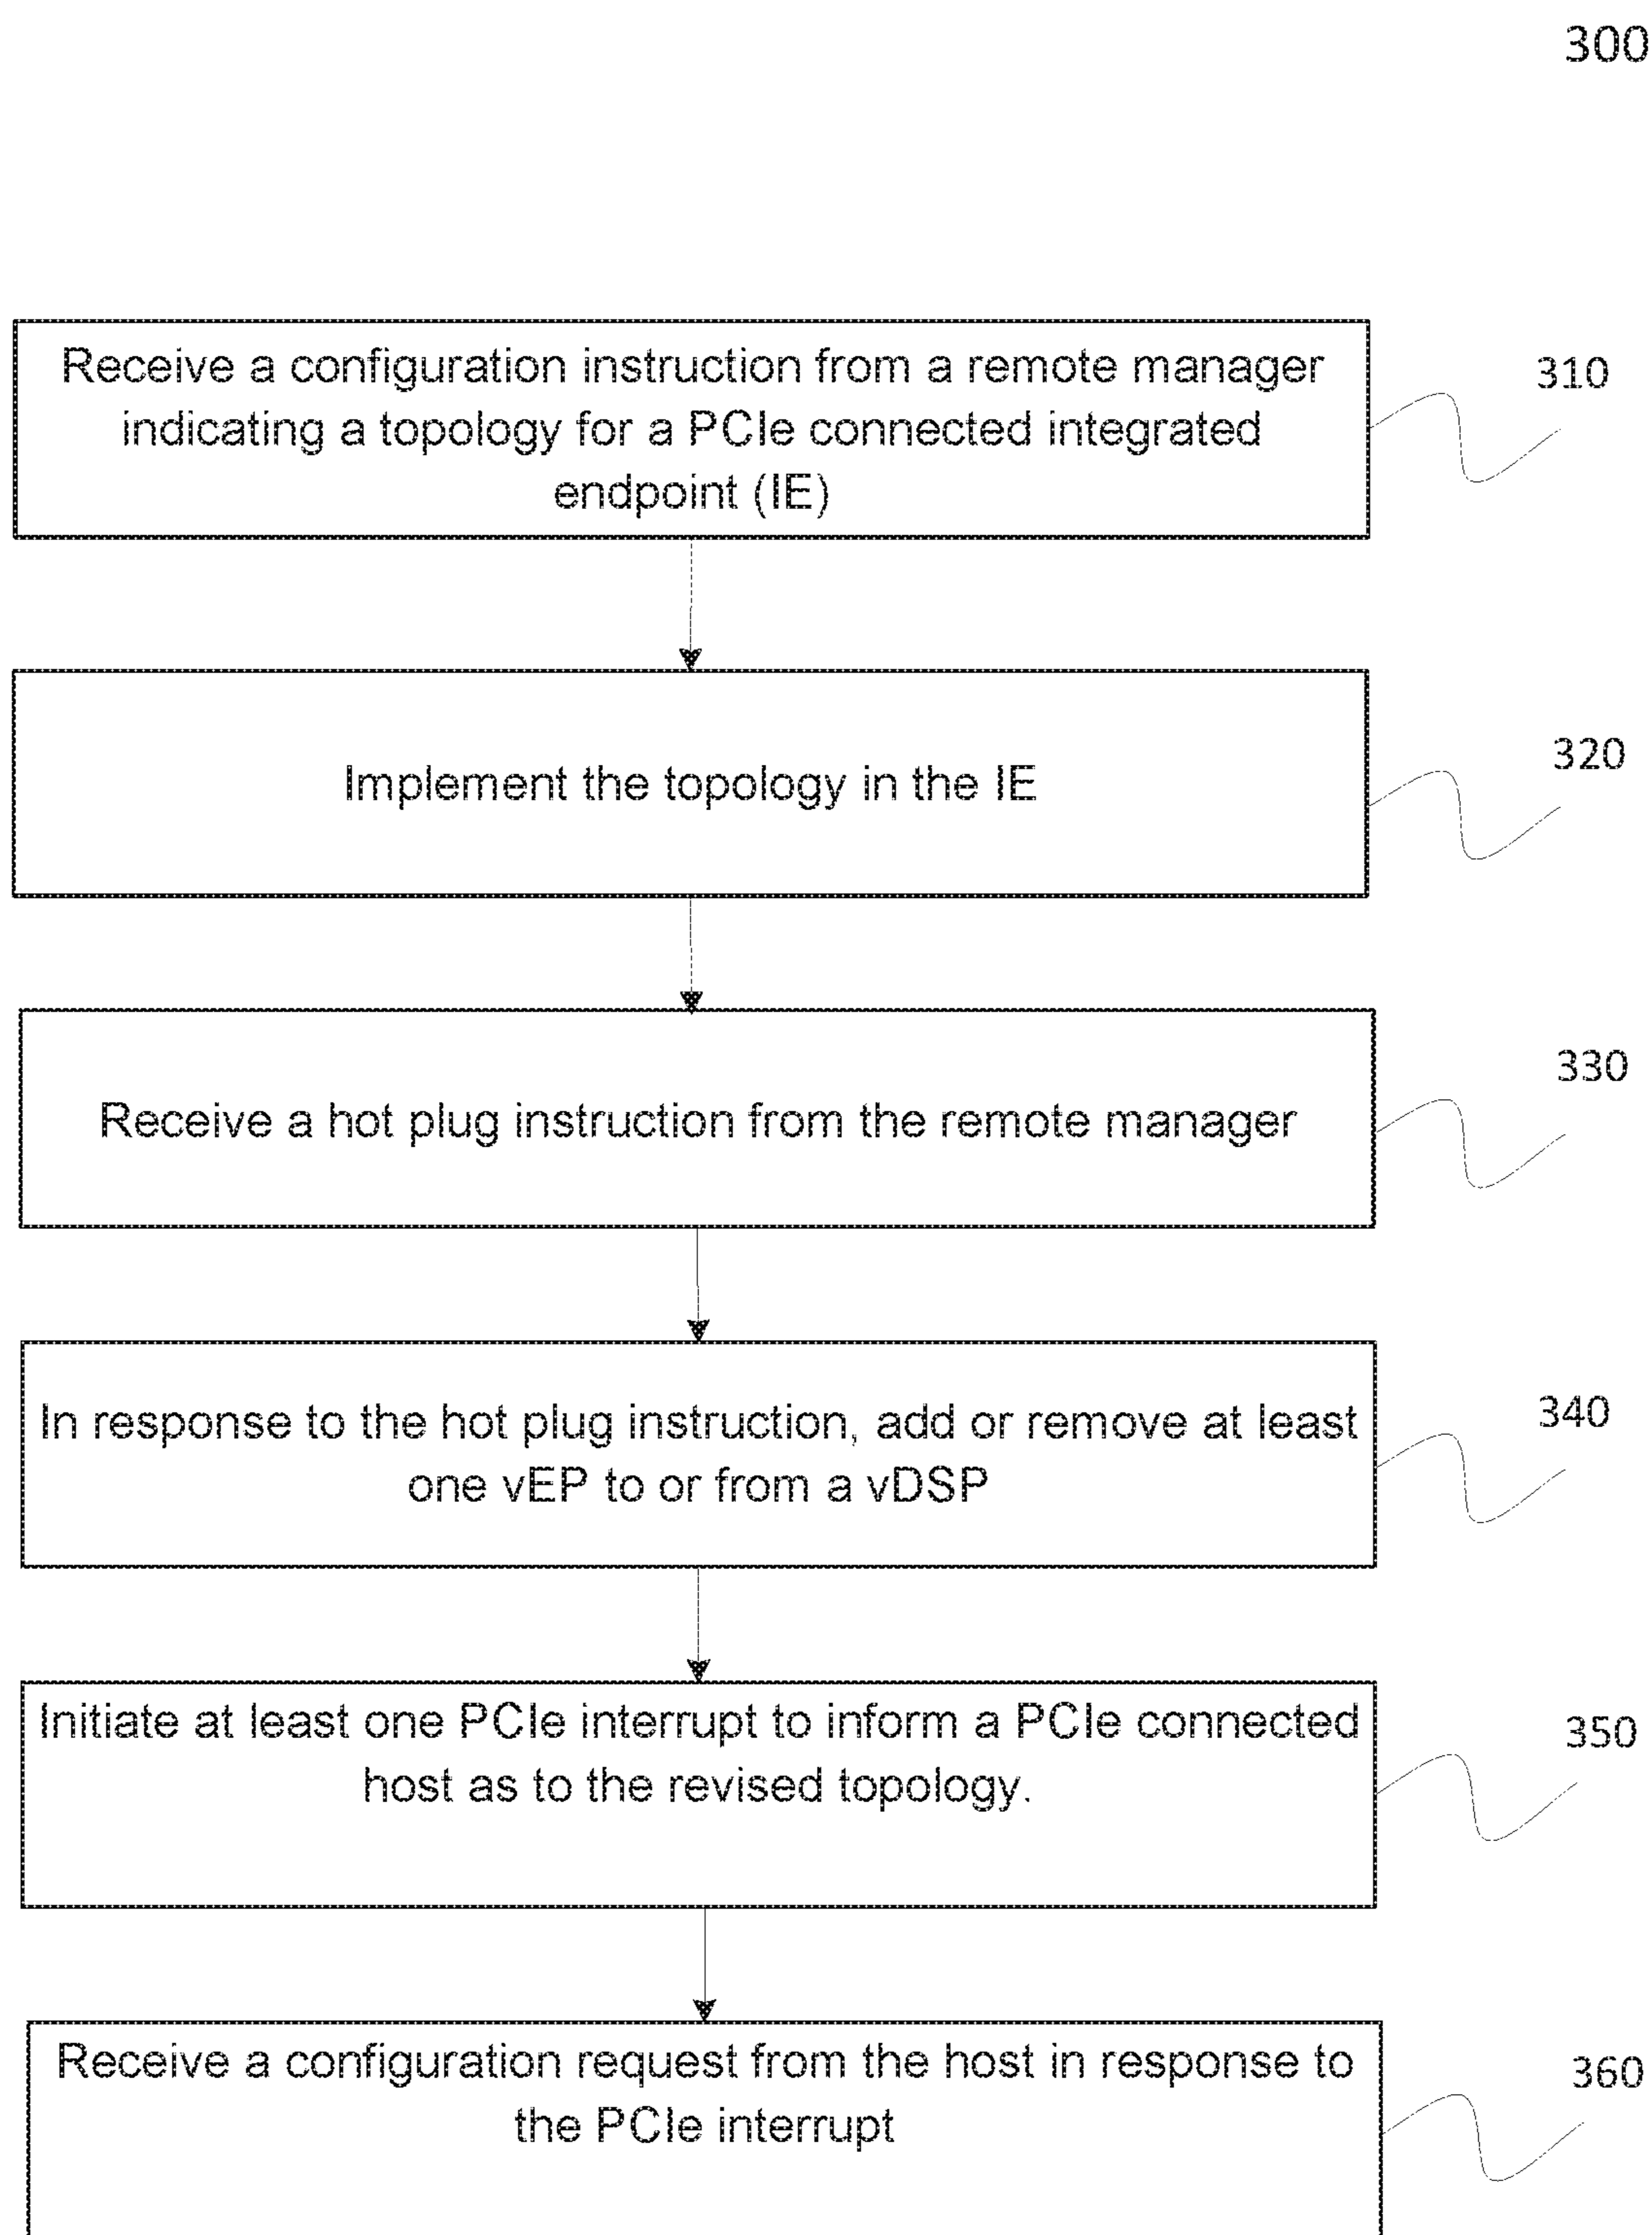 300
Receive a configuration instruction from a remote manager
indicating a topology for a PCIe connected integrated
endpoint (IE)
310
Implement the topology in the IE
320
Receive a hot plug instruction from the remote manager
330
In response to the hot plug instruction, add or remove at least
one vEP to or from a vDSP
340
Initiate at least one PCIe interrupt to inform a PCIe connected
host as to the revised topology.
350
Receive a configuration request from the host in response to
the PCIe interrupt
360